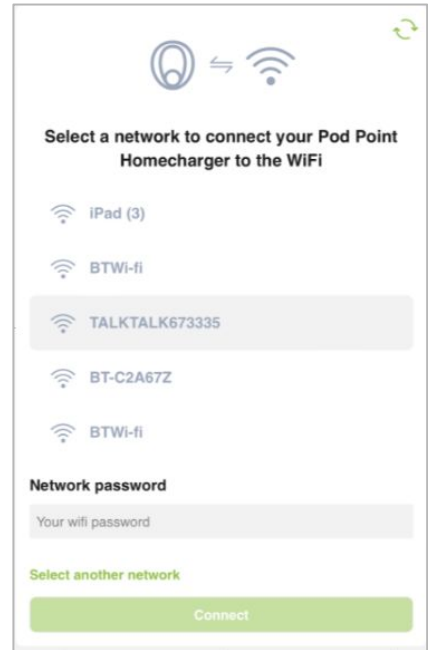 Select a network to connect your Pod Point
Homecharger to the WiFi
iPad (3)
BTWi-fi
TALKTALK673335
BT-C2A67Z
BTWi-fi
Network password
Your wifi password
Select another network
Connect